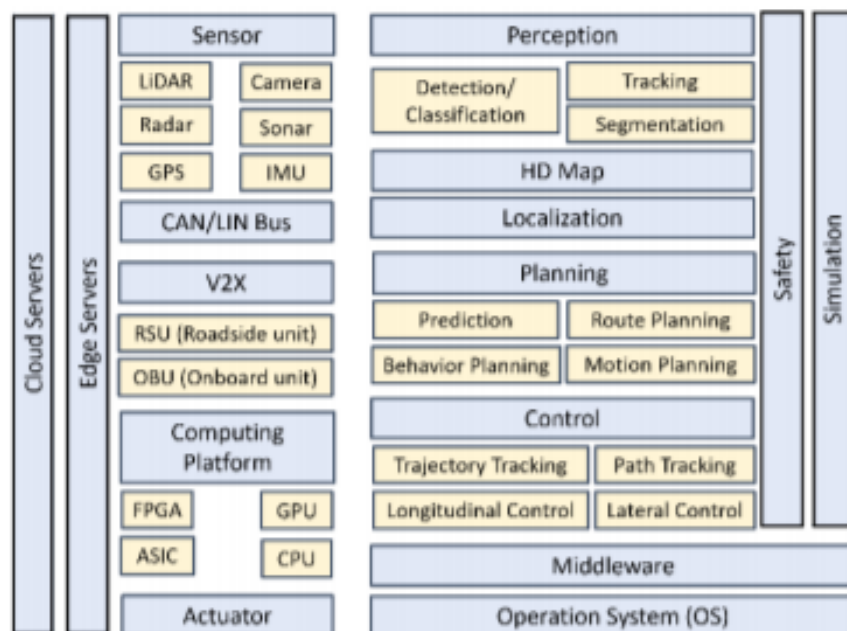 Cloud Servers
Edge Servers
Sensor
LiDAR
Camera
Radar
Sonar
GPS
IMU
CAN/LIN Bus
V2X
RSU (Roadside unit)
OBU (Onboard unit)
Computing
Platform
FPGA
GPU
ASIC
CPU
Actuator
Perception
Detection/
Classification
Tracking
Segmentation
HD Map
Localization
Planning
Prediction
Route Planning
Behavior Planning
Motion Planning
Control
Trajectory Tracking
Path Tracking
Longitudinal Control
Lateral Control
Middleware
Operation System (OS)
Safety
Simulation